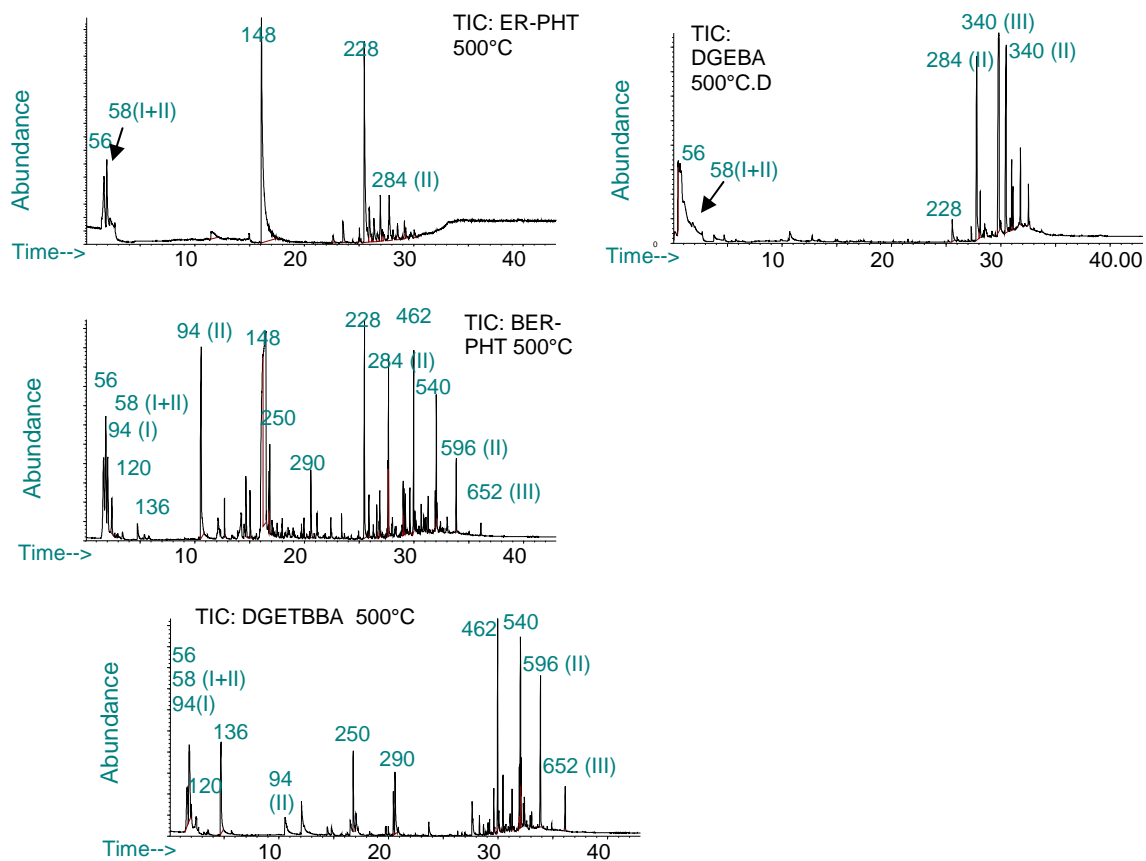 TIC: ER-PHT
500°C
148
228
58(I+II)
56
284 (II)
Abundance
Time-->
10
20
30
40
TIC:
DGEBA
500°C.D
340 (III)
284 (II)
340 (II)
56
58(I+II)
228
Abundance
0
Time-->
10
20
30
40.00
TIC: BER-
PHT 500°C
94 (II)
148
228
462
284 (II)
56
58 (I+II)
94 (I)
540
250
120
290
596 (II)
136
652 (III)
Abundance
Time-->
10
20
30
40
TIC: DGETBBA 500°C
462
540
56
58 (I+II)
94(I)
596 (II)
136
250
290
120
94
(II)
652 (III)
Abundance
Time-->
10
20
30
40